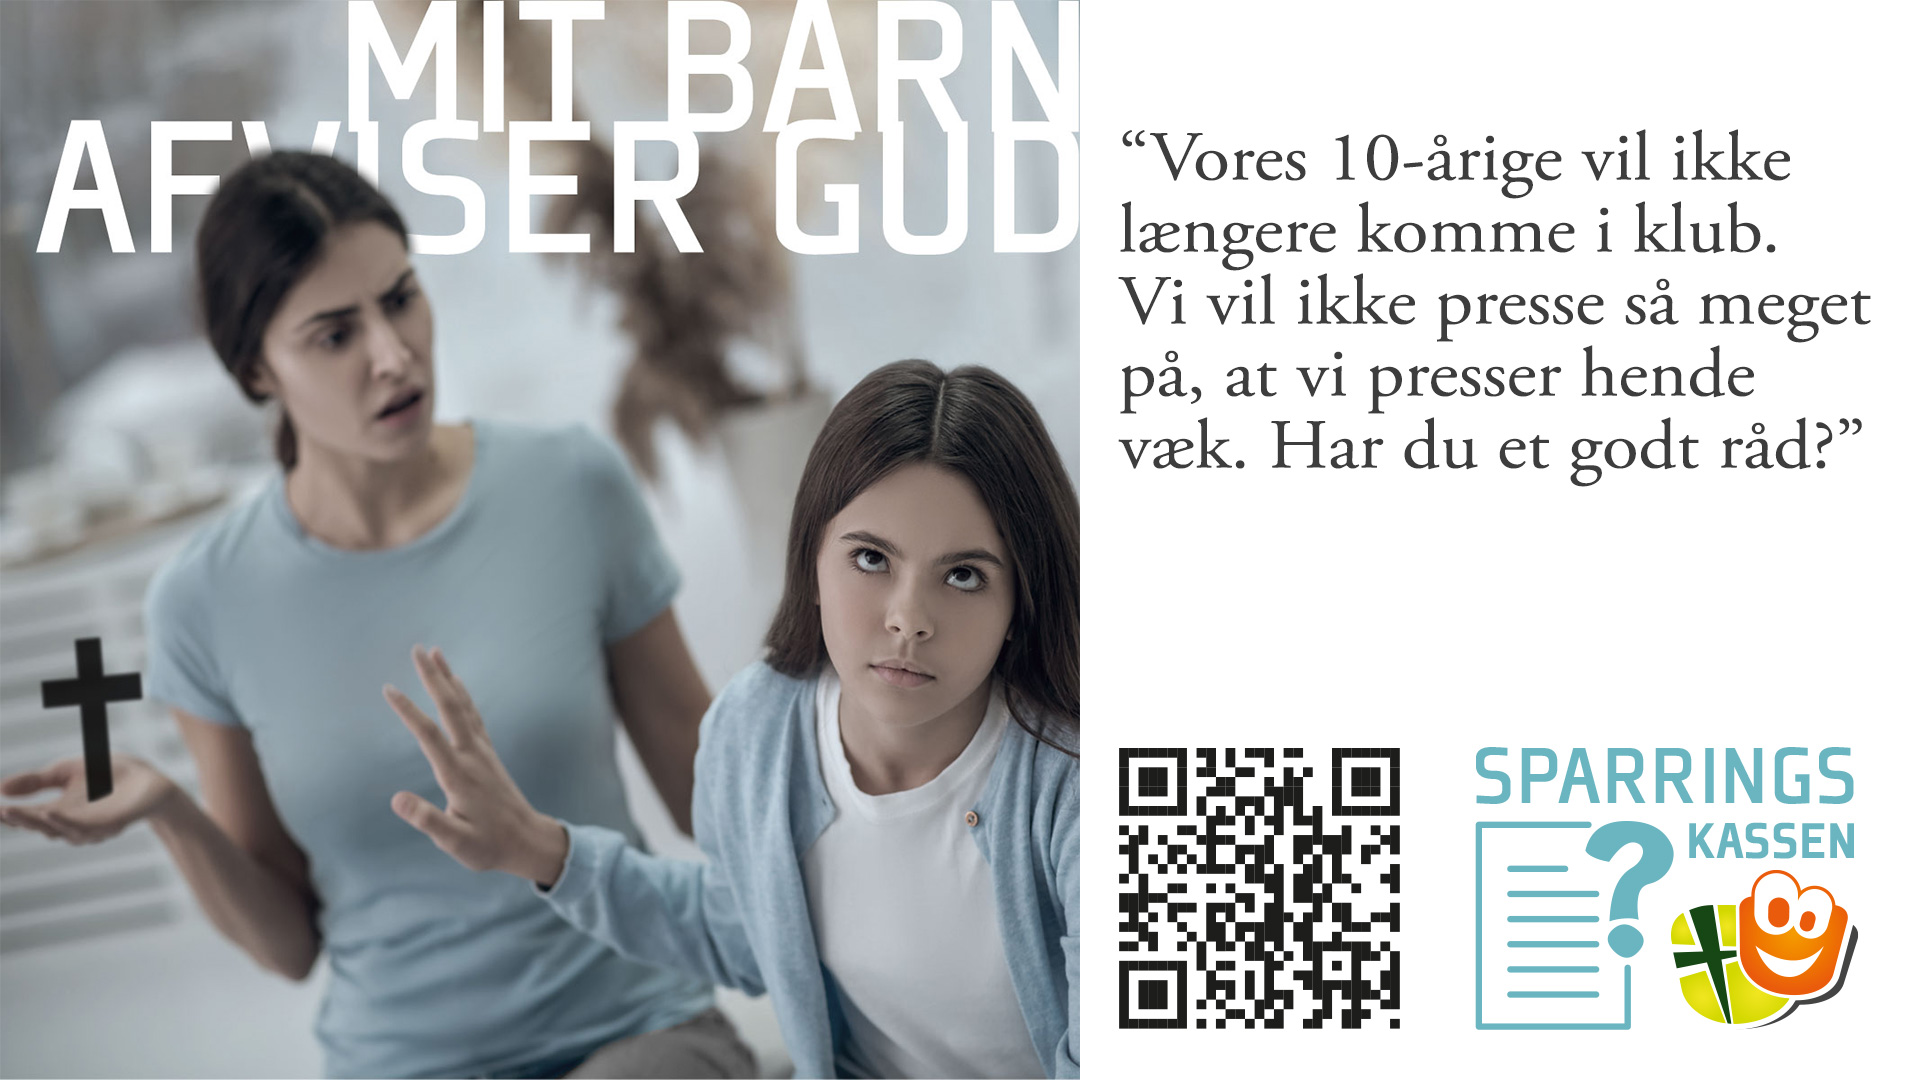 MIT BARN
AFVISER GUD
“Vores 10-årige vil ikke
længere komme i klub.
Vi vil ikke presse så meget
på, at vi presser hende
væk. Har du et godt råd?”
SPARRINGS
KASSEN
?